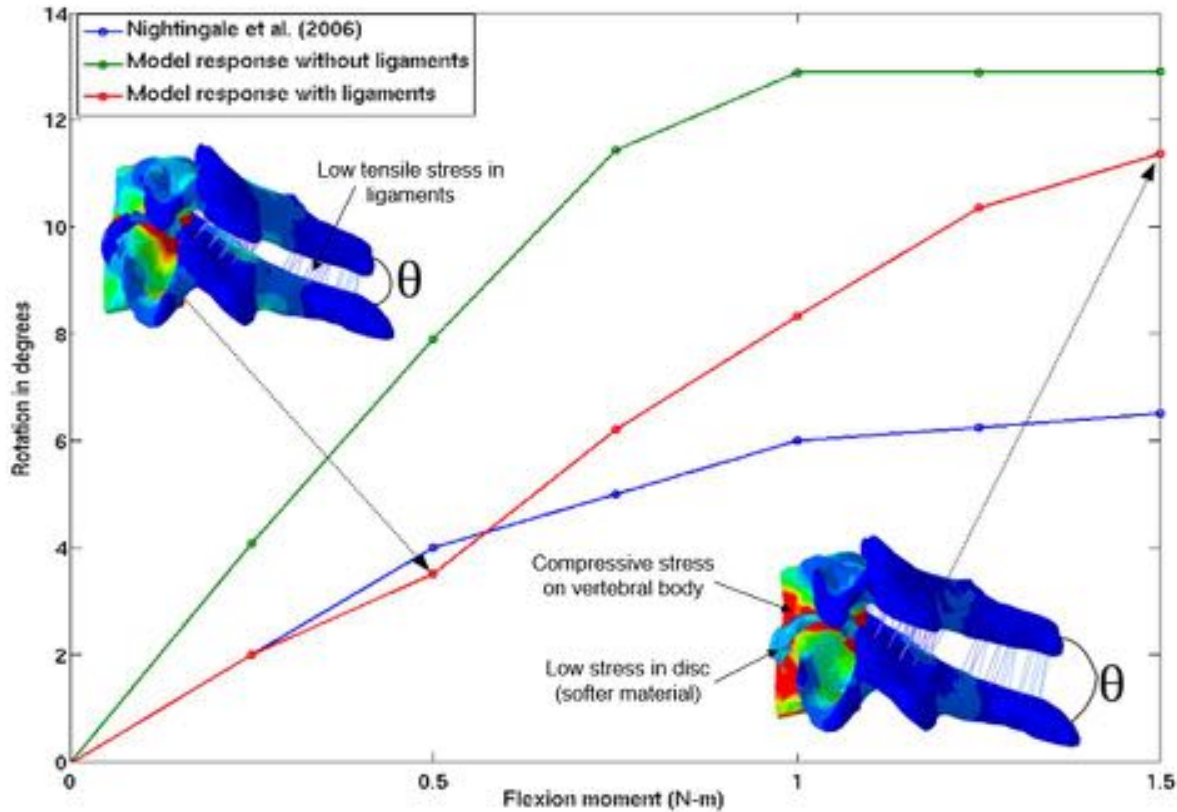 14
12
10
8
6
4
2
0
Rotation in degrees
Nightingale et al. (2006)
Model response without ligaments
Model response with ligaments
Low tensile stress in
ligaments
θ
Compressive stress
on vertebral body
Low stress in disc
(softer material)
θ
0
0.5
1
1.5
Flexion moment (N-m)